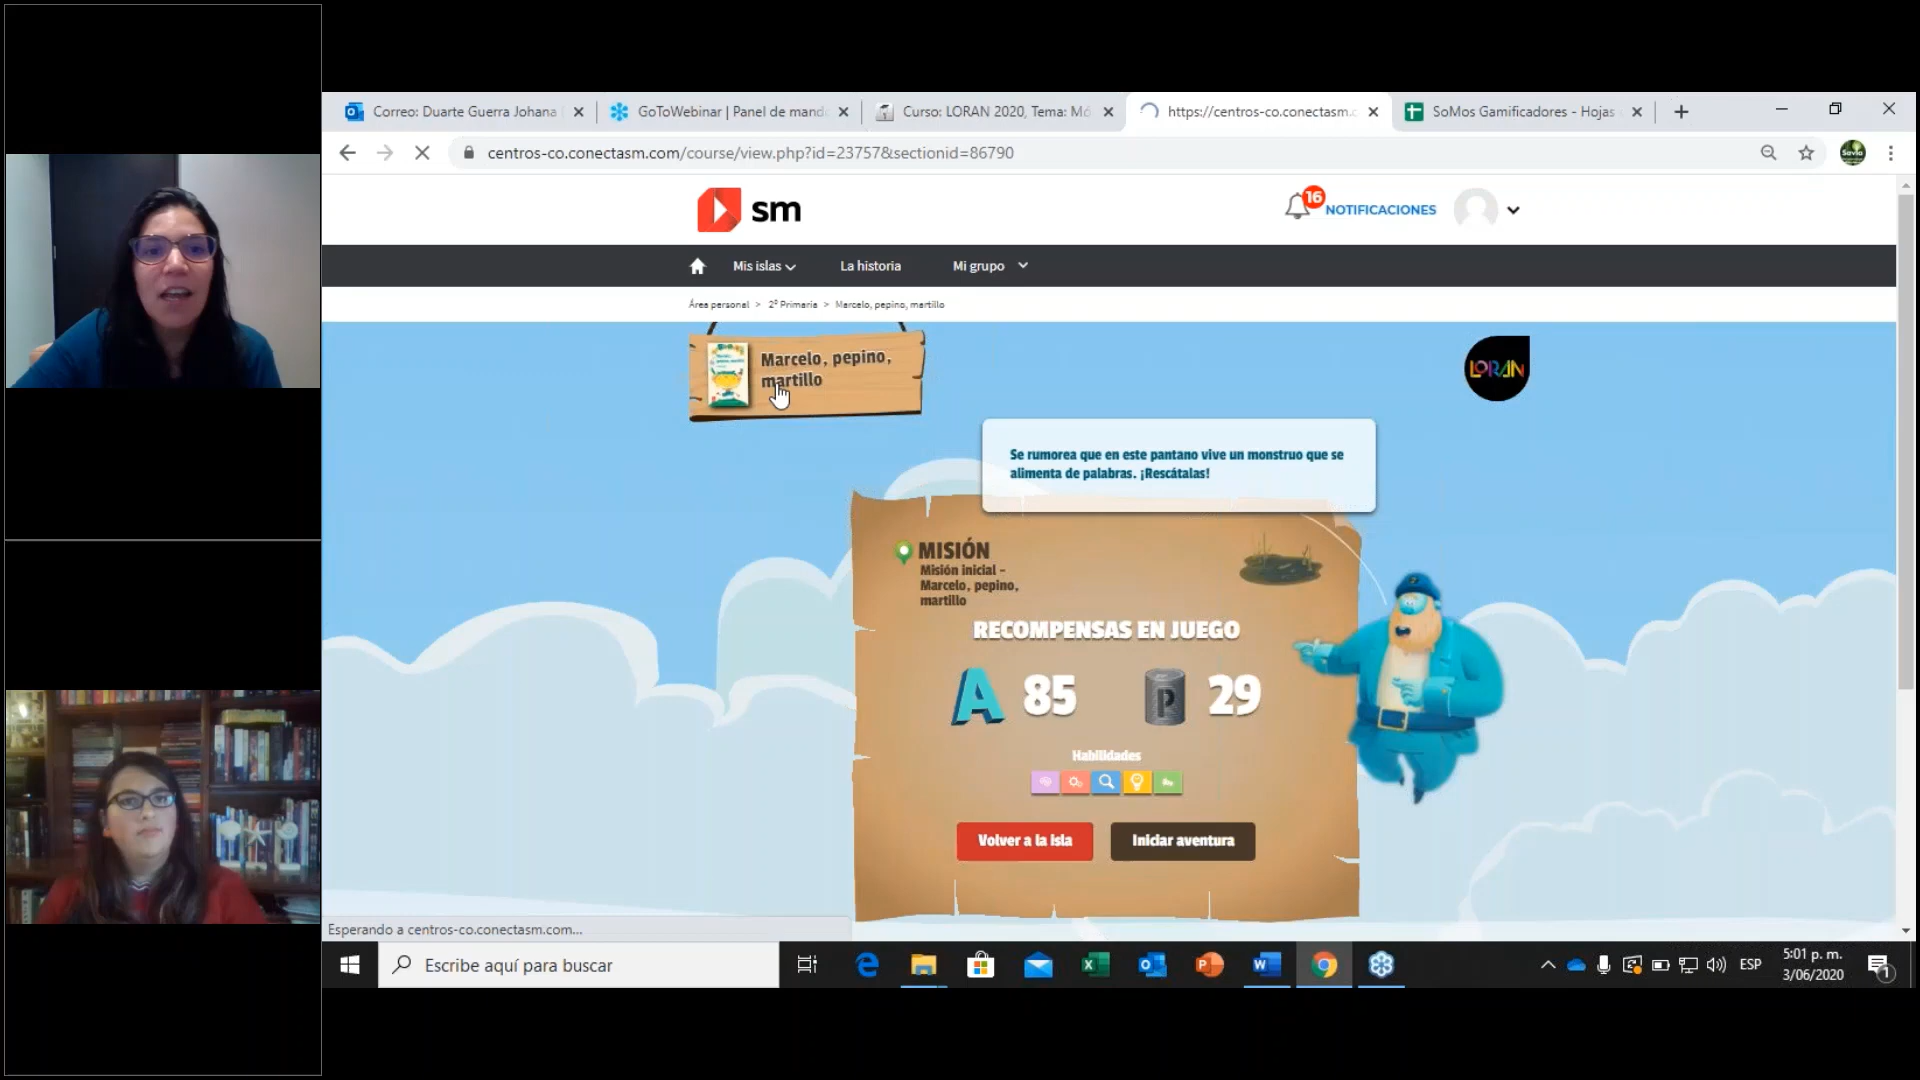 Correo: Duarte Guerra Johana
GoToWebinar | Panel de mand
Curso: LORAN 2020, Tema: Mó
https://centros-co.conectasm.c
SoMos Gamificadores - Hojas
centros-co.conectasm.com/course/view.php?id=23757&sectionid=86790
Savia
sm
16
NOTIFICACIONES
Mis islas
La historia
Mi grupo
Área personal > 2º Primaria > Marcelo, pepino, martillo
Marcelo, pepino,
martillo
LORAN
Se rumorea que en este pantano vive un monstruo que se
alimenta de palabras. ¡Rescátalas!
MISIÓN
Misión inicial -
Marcelo, pepino,
martillo
RECOMPENSAS EN JUEGO
A 85 P 29
Habilidades
Volver a la isla
Iniciar aventura
Esperando a centros-co.conectasm.com...
Escribe aquí para buscar
ESP
5:01 p. m.
3/06/2020
1